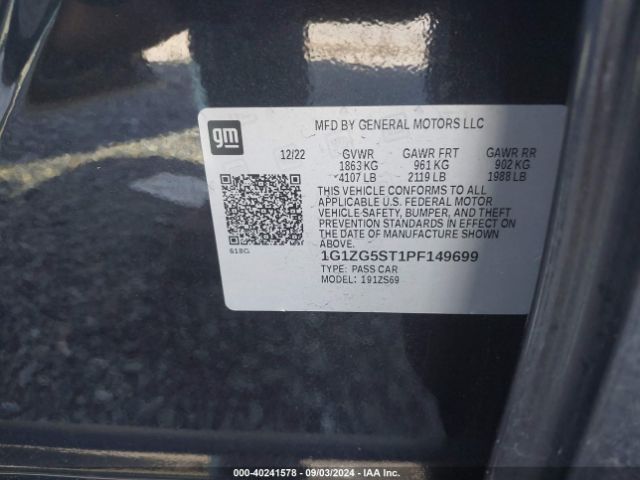 gm
MFD BY GENERAL MOTORS LLC
12/22 GVWR GAWR FRT GAWR RR
1863 KG 961 KG 902 KG
4107 LB 2119 LB 1988 LB
THIS VEHICLE CONFORMS TO ALL
APPLICABLE U.S. FEDERAL MOTOR
VEHICLE SAFETY, BUMPER, AND THEFT
PREVENTION STANDARDS IN EFFECT ON
DATE OF MANUFACTURE SHOWN
ABOVE.
1G1ZG5ST1PF149699
TYPE: PASS CAR
MODEL: 191ZS69
000-40241578 - 09/03/2024 - IAA Inc.